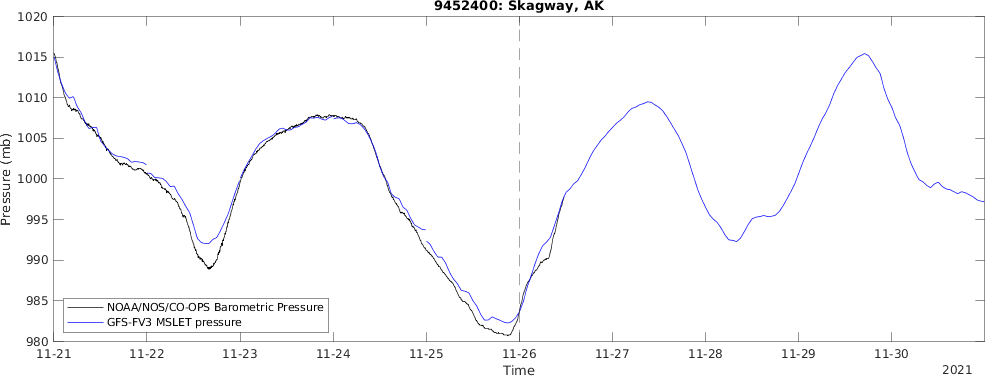 9452400: Skagway, AK
Pressure (mb)
1020
1015
1010
1005
1000
995
990
985
980
NOAA/NOS/CO-OPS Barometric Pressure
GFS-FV3 MSLET pressure
11-21 11-22 11-23 11-24 11-25 11-26 11-27 11-28 11-29 11-30
Time
2021